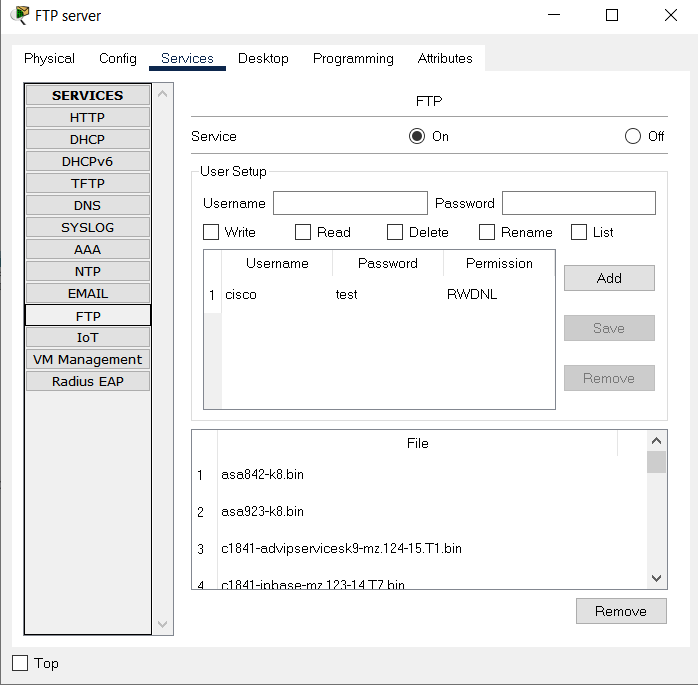 FTP server
Physical Config Services Desktop Programming Attributes
SERVICES
HTTP
DHCP
DHCPv6
TFTP
DNS
SYSLOG
AAA
NTP
EMAIL
FTP
IoT
VM Management
Radius EAP
FTP
Service On Off
User Setup
Username Password
Write Read Delete Rename List
Username Password Permission
1 cisco test RWDNL
Add
Save
Remove
File
1 asa842-k8.bin
2 asa923-k8.bin
3 c1841-advipservicesk9-mz.124-15.T1.bin
4 c1841-ipbase-mz.123-14.T7.bin
Remove
Top